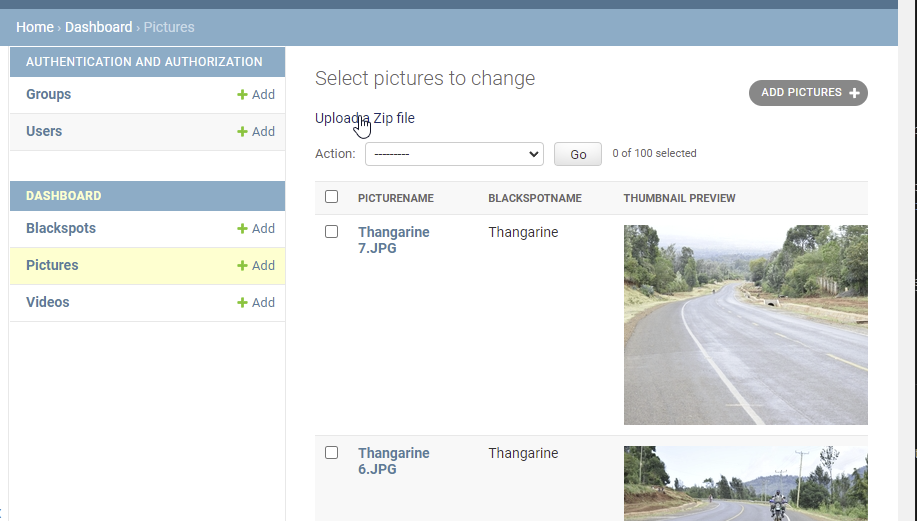 Home › Dashboard › Pictures
AUTHENTICATION AND AUTHORIZATION
Groups + Add
Users + Add
DASHBOARD
Blackspots + Add
Pictures + Add
Videos + Add
Select pictures to change
ADD PICTURES +
Upload a Zip file
Action: --------- Go 0 of 100 selected
PICTURENAME BLACKSPOTNAME THUMBNAIL PREVIEW
Thangarine Thangarine
7.JPG
Thangarine Thangarine
6.JPG